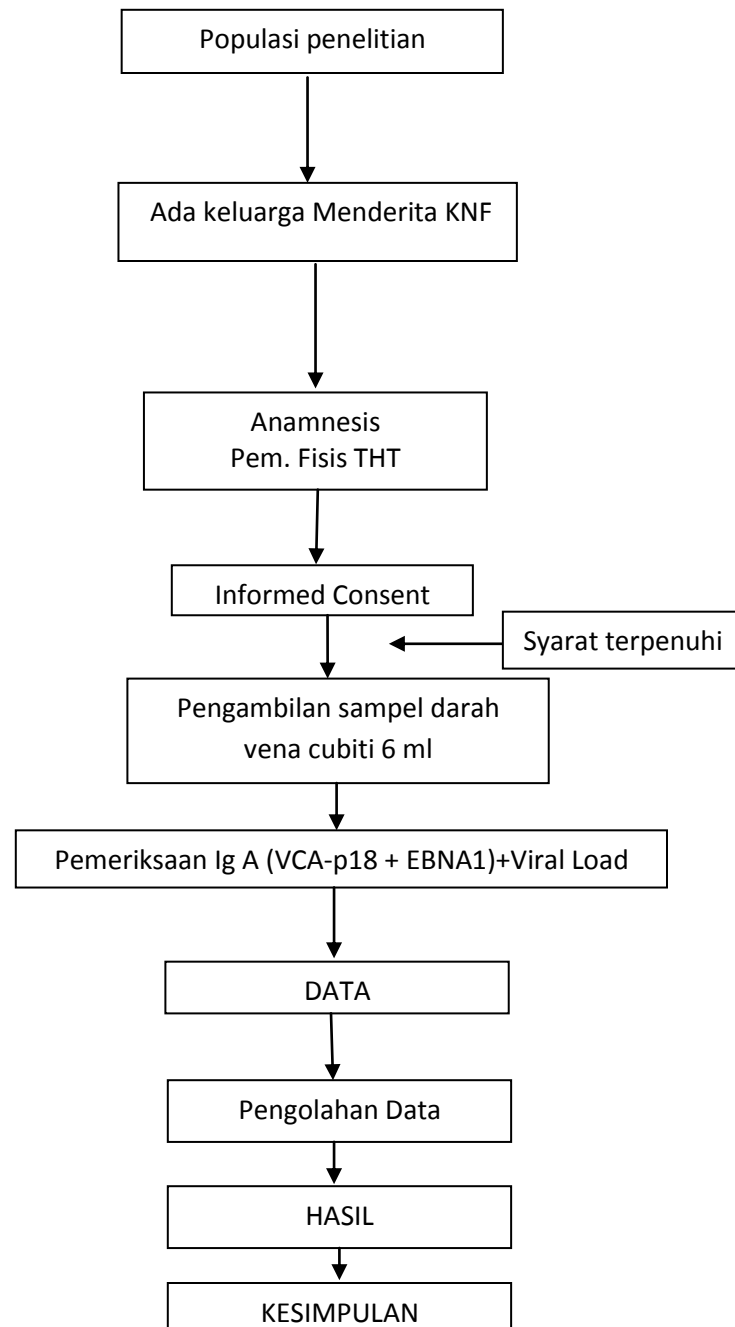 Populasi penelitian
Ada keluarga Menderita KNF
Anamnesis
Pem. Fisis THT
Informed Consent
Syarat terpenuhi
Pengambilan sampel darah
vena cubiti 6 ml
Pemeriksaan Ig A (VCA-p18 + EBNA1)+Viral Load
DATA
Pengolahan Data
HASIL
KESIMPULAN